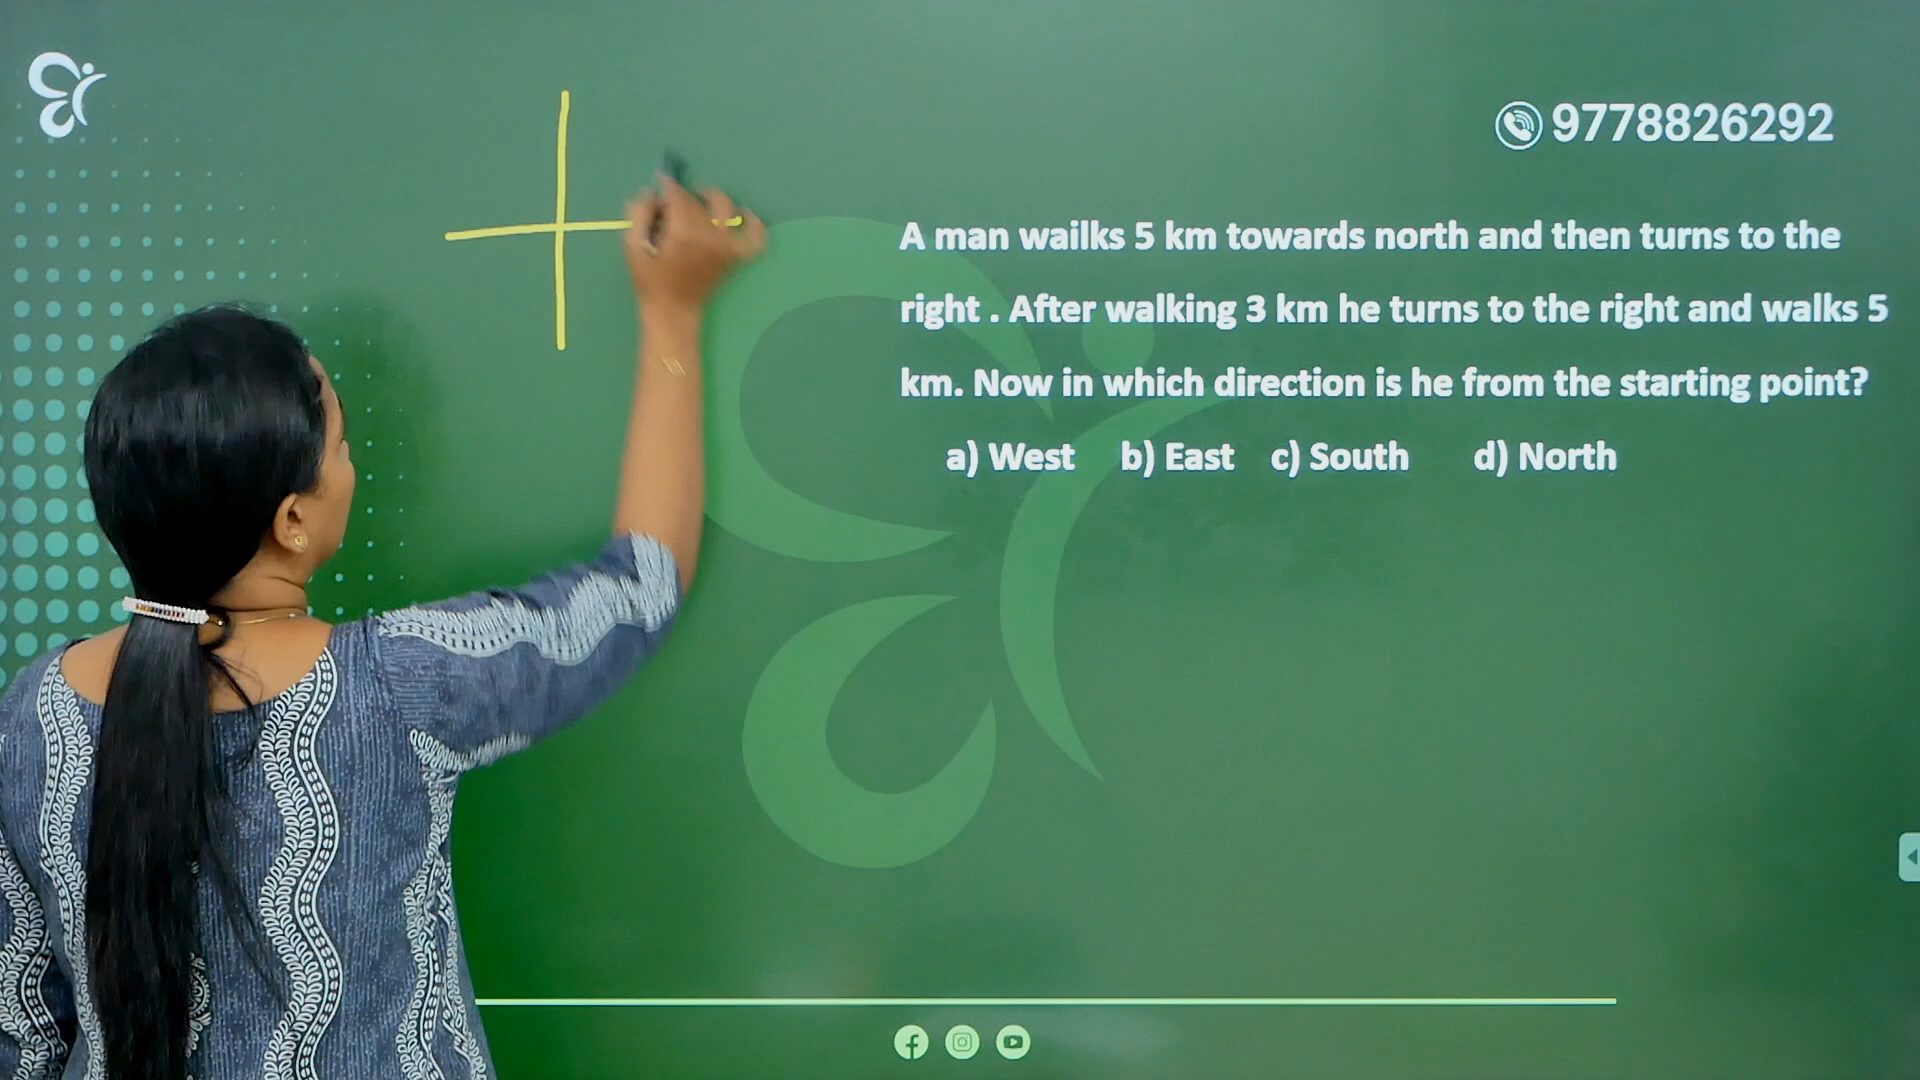 9778826292
A man wailks 5 km towards north and then turns to the
right . After walking 3 km he turns to the right and walks 5
km. Now in which direction is he from the starting point?
a) West b) East c) South d) North